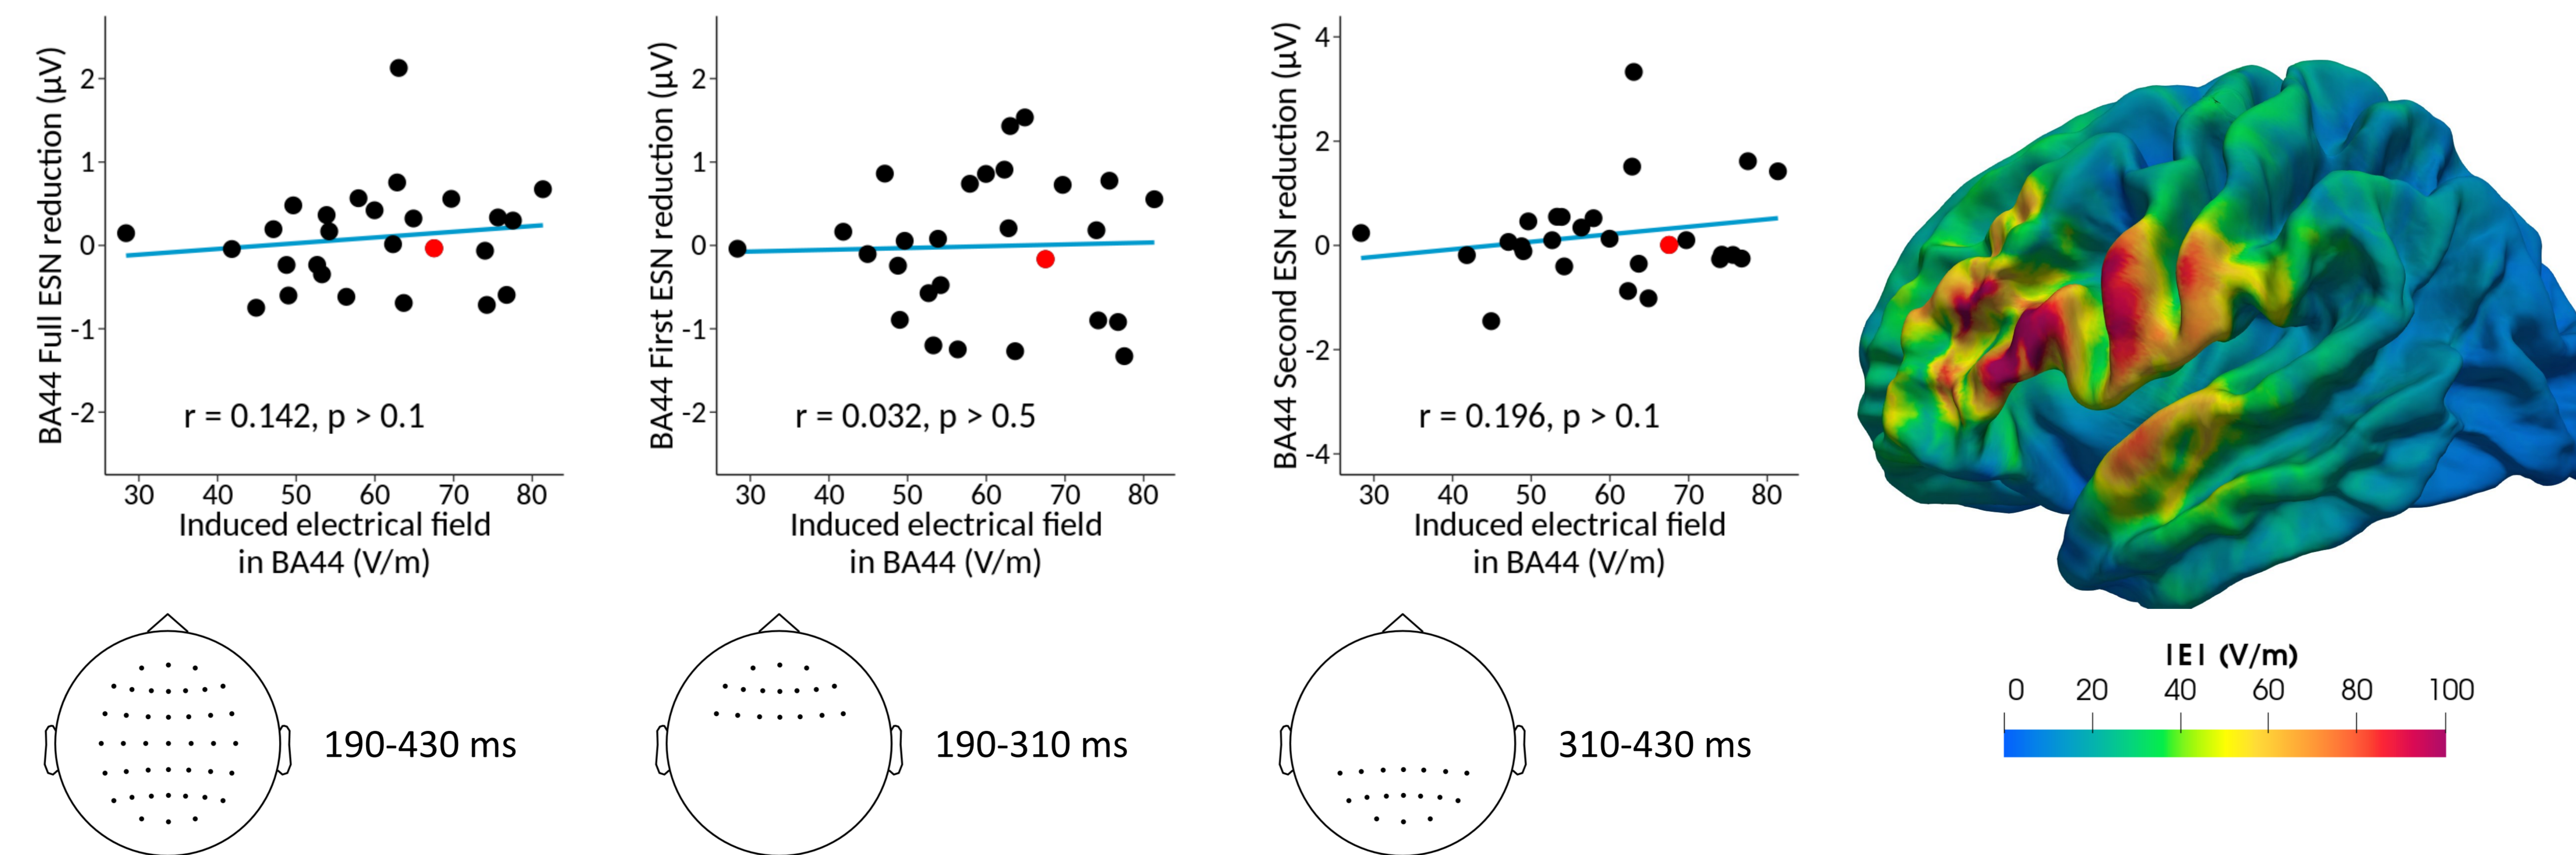 BA44 Full ESN reduction (µV)
2
1
0
-1
-2
r = 0.142, p > 0.1
30 40 50 60 70 80
Induced electrical field
in BA44 (V/m)
190-430 ms
BA44 First ESN reduction (µV)
2
1
0
-1
-2
r = 0.032, p > 0.5
30 40 50 60 70 80
Induced electrical field
in BA44 (V/m)
190-310 ms
BA44 Second ESN reduction (µV)
4
2
0
-2
-4
r = 0.196, p > 0.1
30 40 50 60 70 80
Induced electrical field
in BA44 (V/m)
310-430 ms
|E| (V/m)
0 20 40 60 80 100